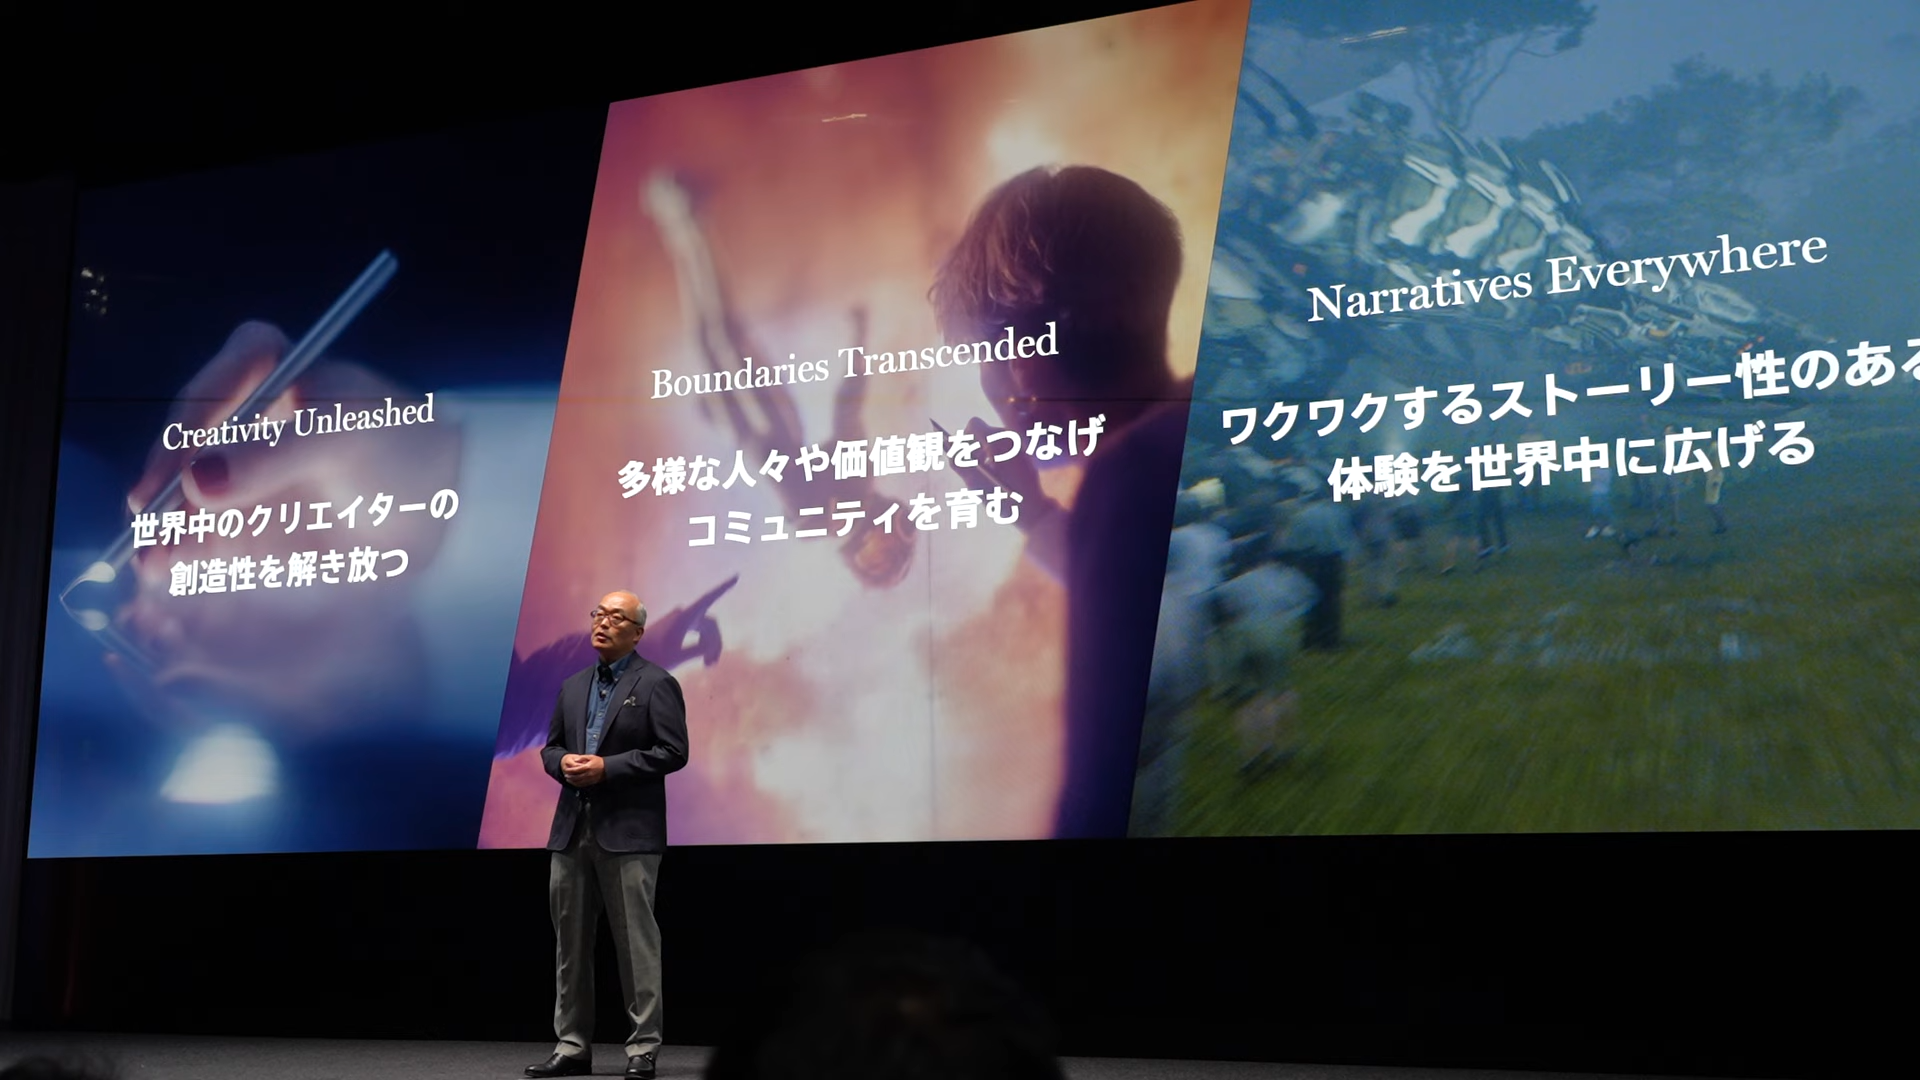 Creativity Unleashed
世界中のクリエイターの
創造性を解き放つ
Boundaries Transcended
多様な人々や価値観をつなげ
コミュニティを育む
Narratives Everywhere
ワクワクするストーリー性のある
体験を世界中に広げる